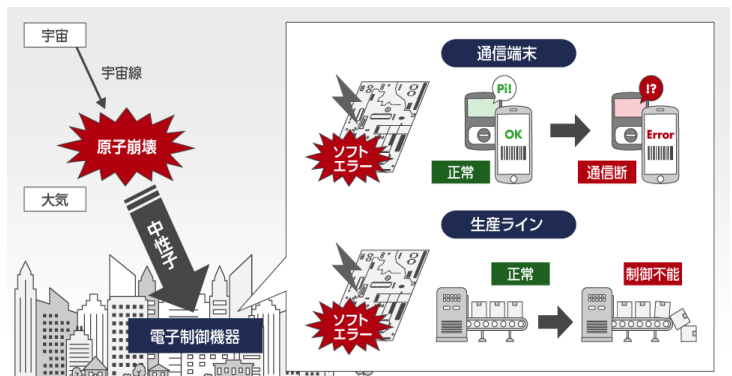 宇宙
宇宙線
原子崩壊
大気
中性子
電子制御機器
通信端末
ソフト
エラー
Pi!
OK
正常
!?
Error
通信断
生産ライン
ソフト
エラー
正常
制御不能